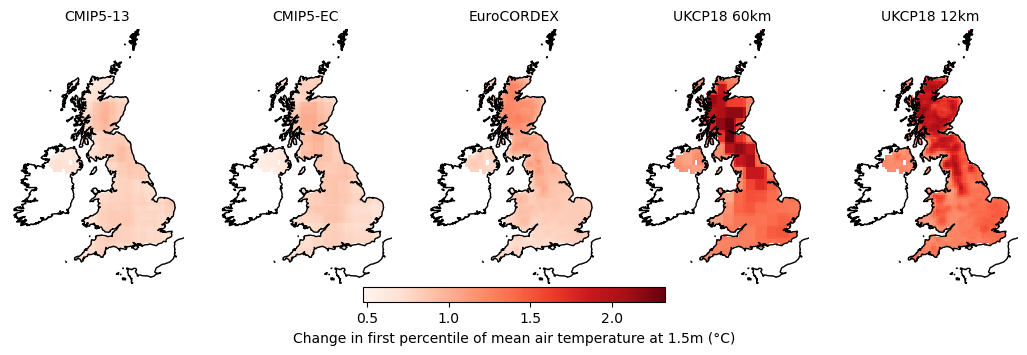 CMIP5-13 CMIP5-EC EuroCORDEX UKCP18 60km UKCP18 12km
0.5 1.0 1.5 2.0
Change in first percentile of mean air temperature at 1.5m (°C)